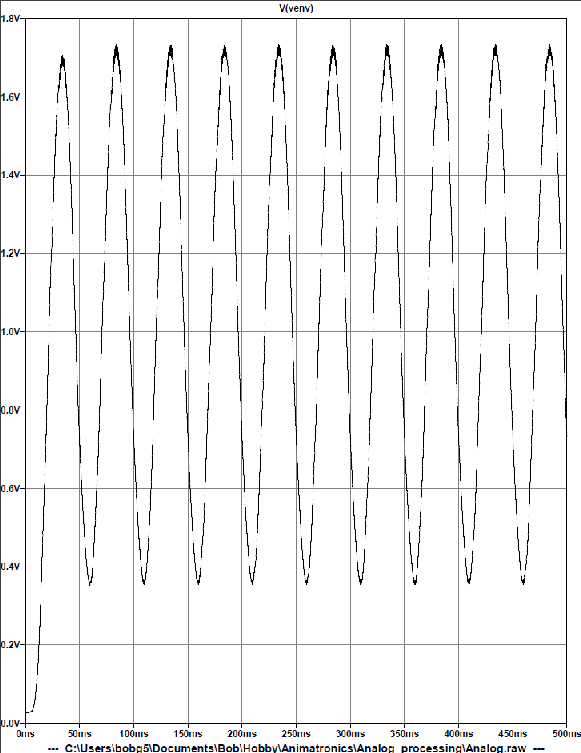 V(venv)
1.8V
1.6V
1.4V
1.2V
1.0V
0.8V
0.6V
0.4V
0.2V
0.0V
0ms 50ms 100ms 150ms 200ms 250ms 300ms 350ms 400ms 450ms 500ms
--- C:\Users\bobg5\Documents\Bob\Hobby\Animatronics\Analog_processing\Analog.raw ---